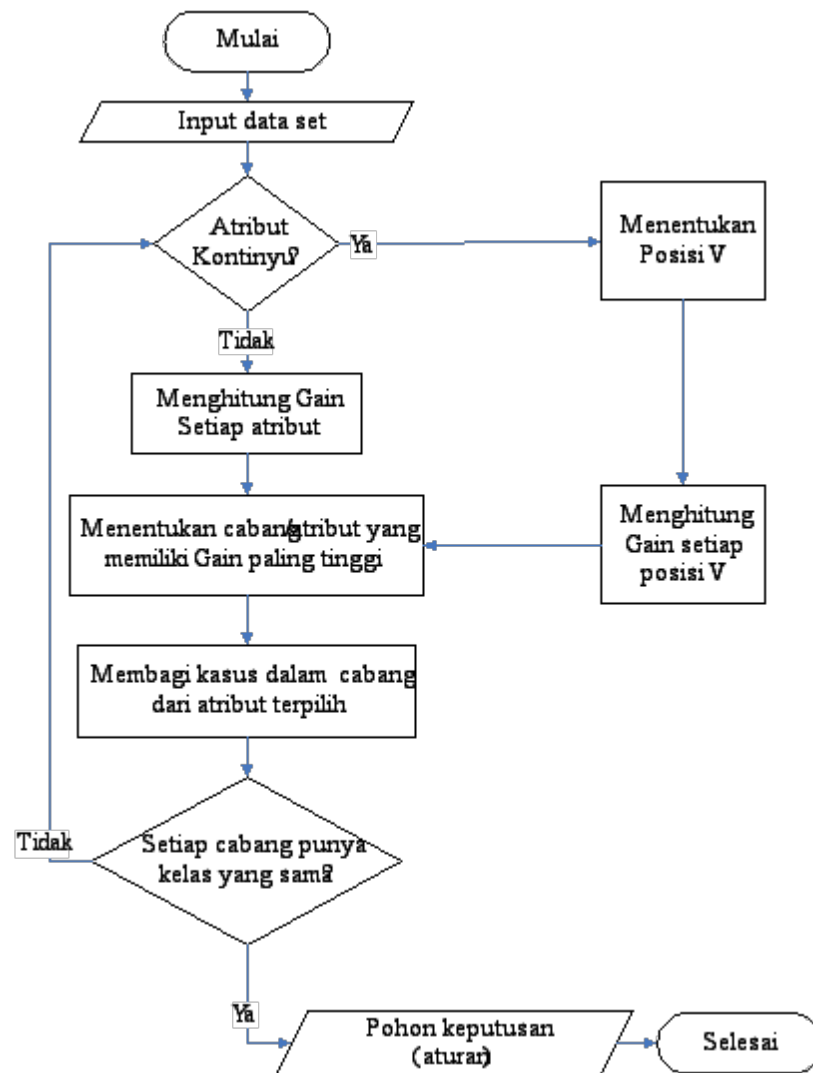 Mulai
Input data set
Atribut
Kontinyu?
Ya
Menentukan
Posisi V
Tidak
Menghitung Gain
Setiap atribut
Menentukan cabang/atribut yang
memiliki Gain paling tinggi
Menghitung
Gain setiap
posisi V
Membagi kasus dalam cabang
dari atribut terpilih
Tidak
Setiap cabang punya
kelas yang sama?
Ya
Pohon keputusan
(aturan)
Selesai